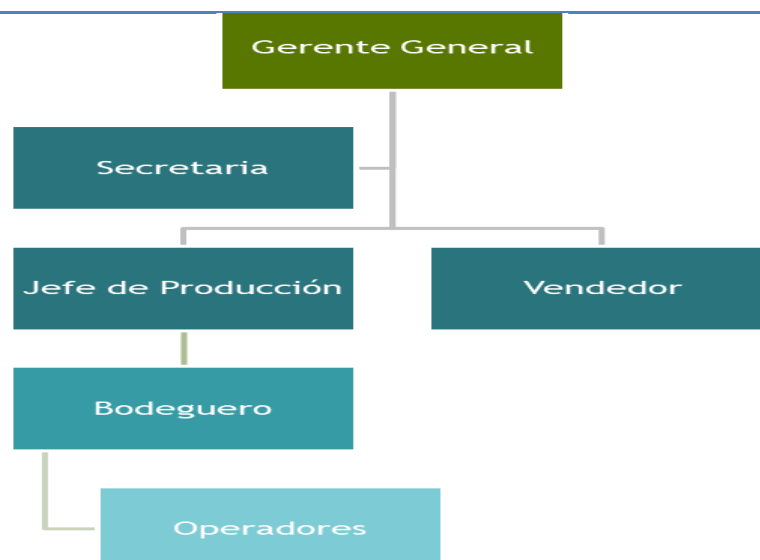 Gerente General
Secretaria
Jefe de Producción
Vendedor
Bodeguero
Operadores